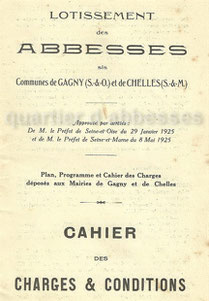 LOTISSEMENT
des
ABBESSES
sis
Communes de GAGNY (S.-&-O.) et de CHELLES (S.-&-M.)
quartier d'abbesses
Approuvé par arrêtés :
De M. le Préfet de Seine-et-Oise du 29 Janvier 1925
et de M. le Préfet de Seine-et-Marne du 8 Mai 1925
Plan, Programme et Cahier des Charges
déposés aux Mairies de Gagny et de Chelles
CAHIER
DES
CHARGES & CONDITIONS